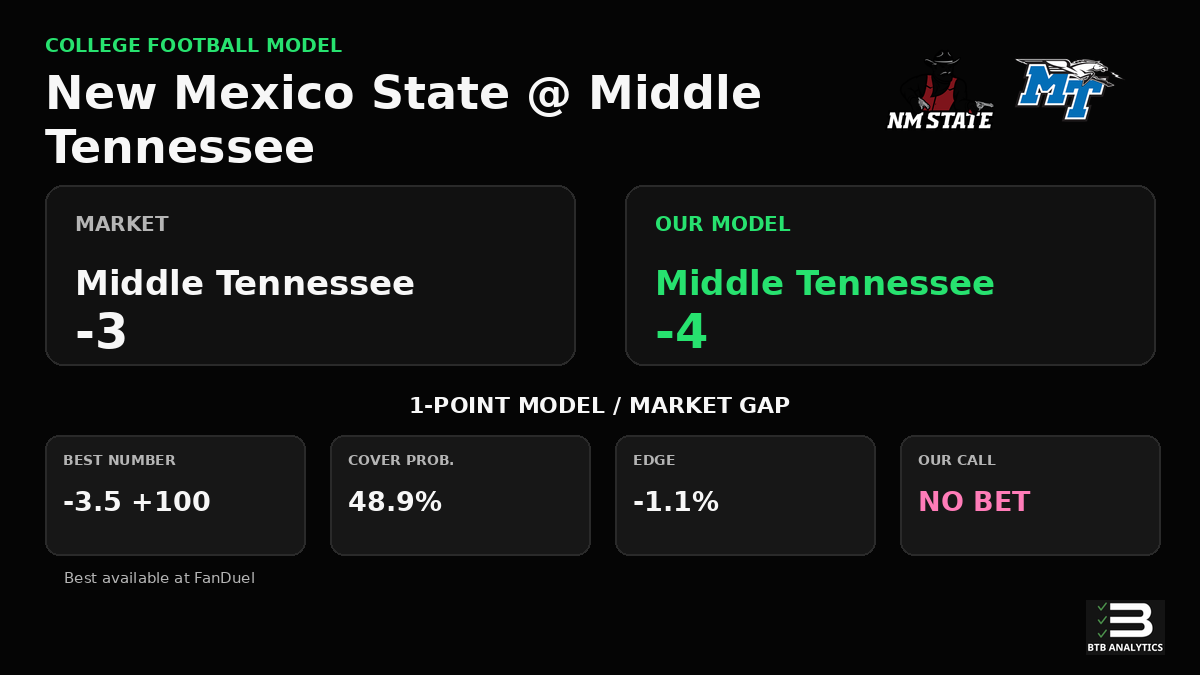 COLLEGE FOOTBALL MODEL
New Mexico State @ Middle
Tennessee
NM STATE
MT
MARKET
Middle Tennessee
-3
OUR MODEL
Middle Tennessee
-4
1-POINT MODEL / MARKET GAP
BEST NUMBER
-3.5 +100
COVER PROB.
48.9%
EDGE
-1.1%
OUR CALL
NO BET
Best available at FanDuel
B
BTB ANALYTICS